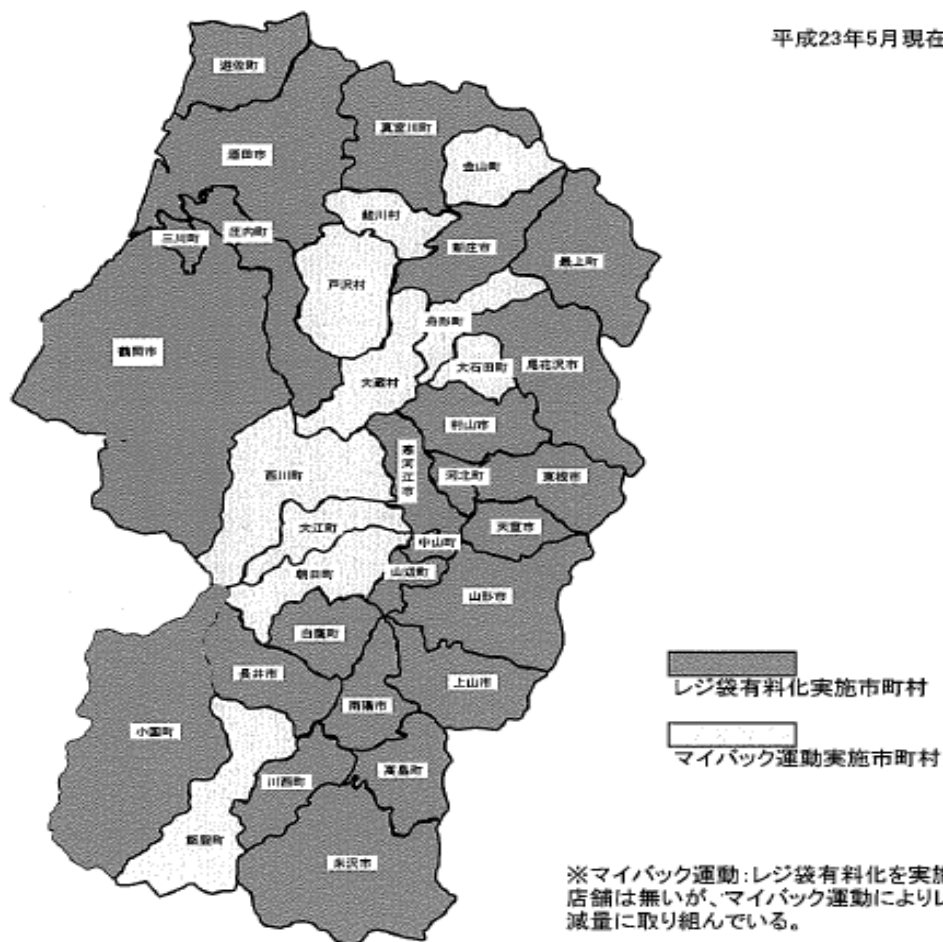 平成23年5月現在
遊佐町
真室川町
酒田市
金山町
鮭川村
三川町
庄内町
新庄市
最上町
戸沢村
舟形町
鶴岡市
大石田町
尾花沢市
大蔵村
村山市
寒河江市
西川町
河北町
東根市
大江町
天童市
中山町
朝日町
山辺町
山形市
白鷹町
長井市
上山市
レジ袋有料化実施市町村
南陽市
小国町
マイバック運動実施市町村
川西町
高畠町
飯豊町
米沢市
※マイバック運動:レジ袋有料化を実施
店舗は無いが、マイバック運動によりレ
減量に取り組んでいる。